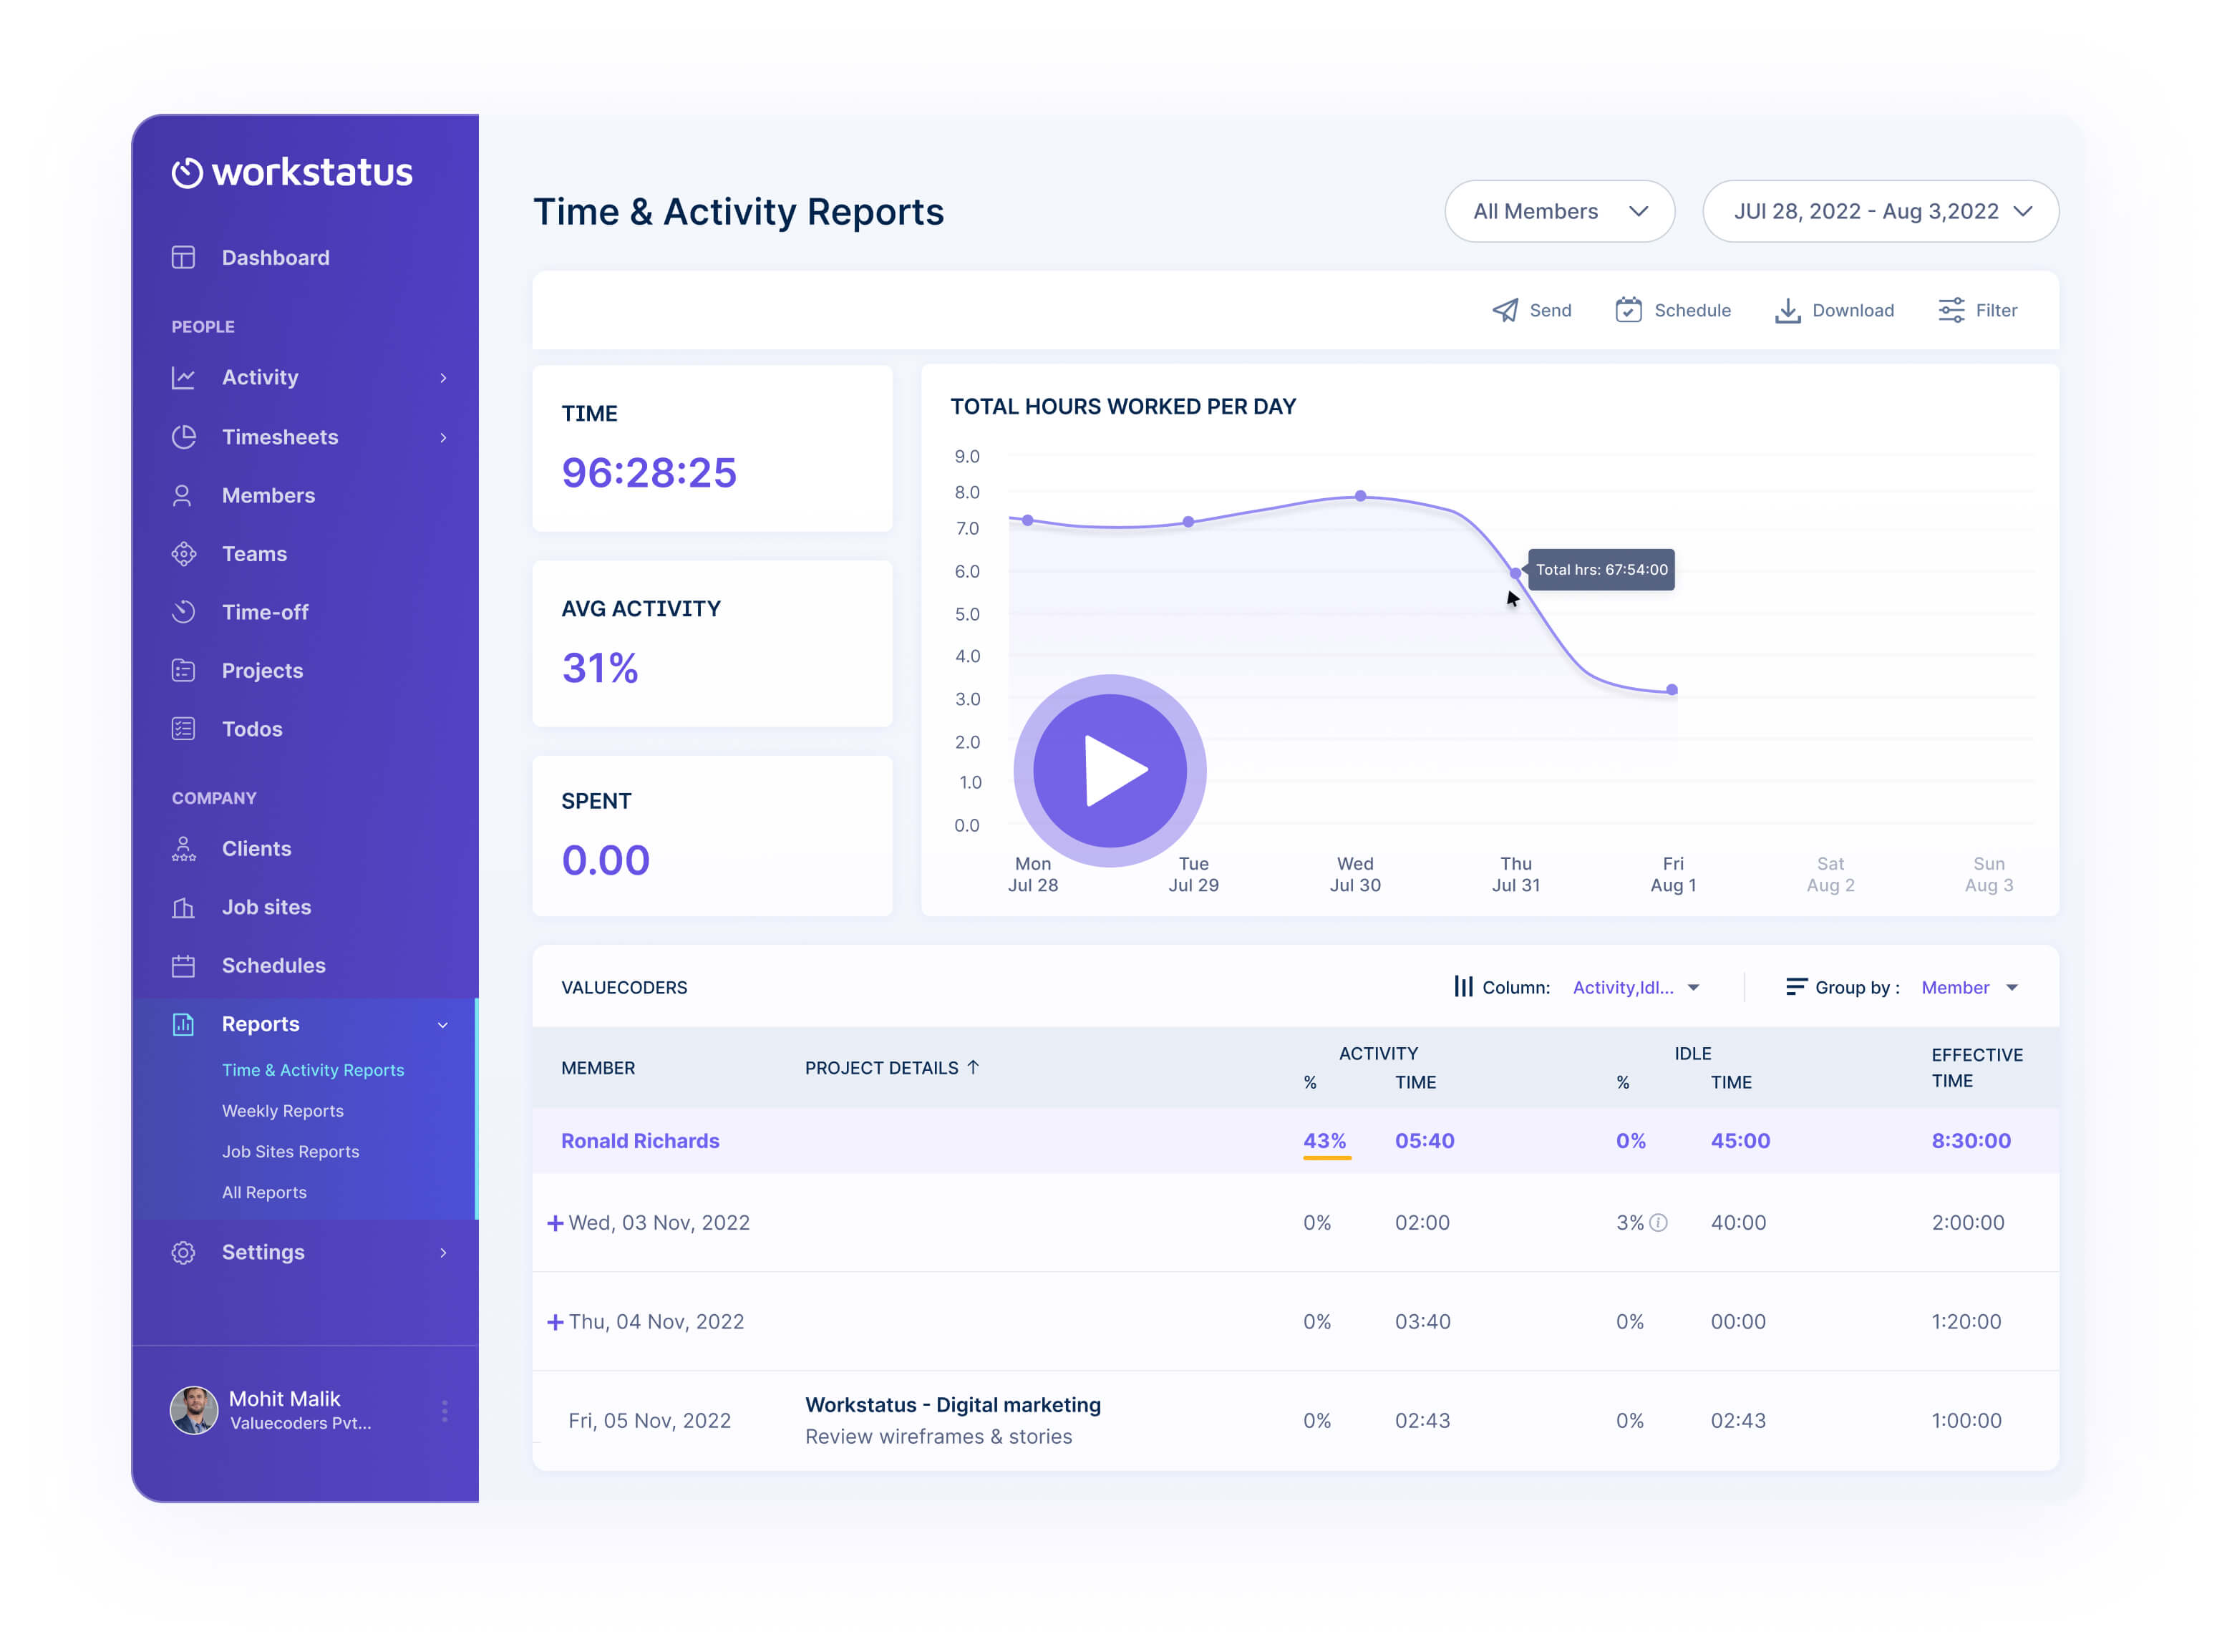 workstatus
Dashboard
PEOPLE
Activity
Timesheets
Members
Teams
Time-off
Projects
Todos
COMPANY
Clients
Job sites
Schedules
Reports
Time & Activity Reports
Weekly Reports
Job Sites Reports
All Reports
Settings
Mohit Malik
Valuecoders Pvt...
Time & Activity Reports
All Members
JUl 28, 2022 - Aug 3,2022
Send Schedule Download Filter
TIME
96:28:25
AVG ACTIVITY
31%
SPENT
0.00
TOTAL HOURS WORKED PER DAY
9.0
8.0
7.0
6.0
5.0
4.0
3.0
2.0
1.0
0.0
Total hrs: 67:54:00
Mon Tue Wed Thu Fri Sat Sun
Jul 28 Jul 29 Jul 30 Jul 31 Aug 1 Aug 2 Aug 3
VALUECODERS Column: Activity,Idl... Group by : Member
MEMBER PROJECT DETAILS ↑ ACTIVITY IDLE EFFECTIVE TIME
% TIME % TIME
Ronald Richards 43% 05:40 0% 45:00 8:30:00
+ Wed, 03 Nov, 2022 0% 02:00 3% 40:00 2:00:00
+ Thu, 04 Nov, 2022 0% 03:40 0% 00:00 1:20:00
Fri, 05 Nov, 2022 Workstatus - Digital marketing 0% 02:43 0% 02:43 1:00:00
Review wireframes & stories